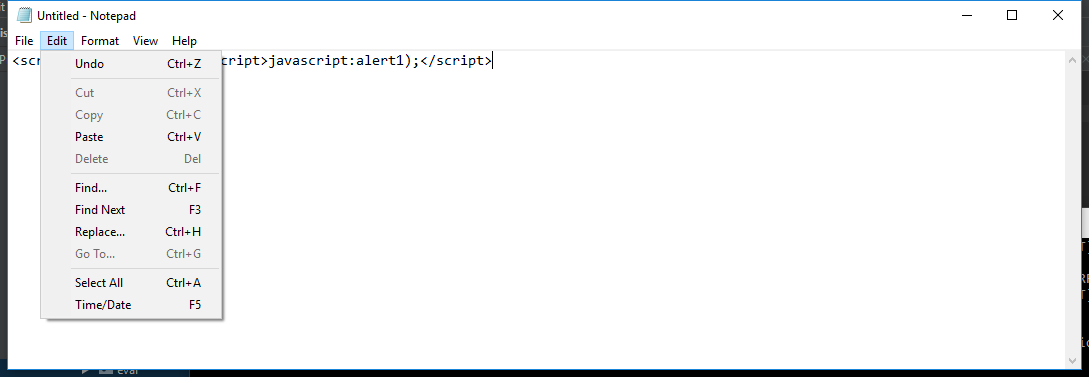 Untitled - Notepad
File Edit Format View Help
<scr cript>javascript:alert1);</script>
Undo Ctrl+Z
Cut Ctrl+X
Copy Ctrl+C
Paste Ctrl+V
Delete Del
Find... Ctrl+F
Find Next F3
Replace... Ctrl+H
Go To... Ctrl+G
Select All Ctrl+A
Time/Date F5
eval